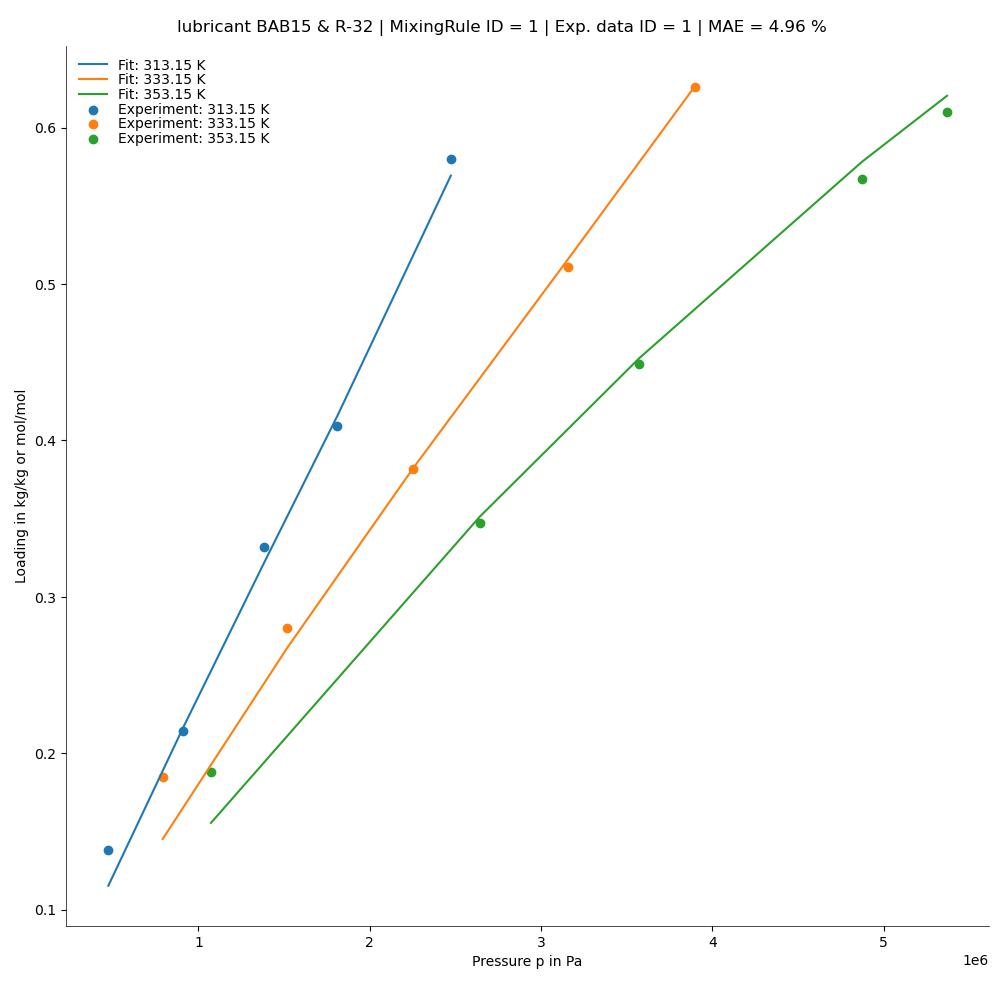 lubricant BAB15 & R-32 | MixingRule ID = 1 | Exp. data ID = 1 | MAE = 4.96 %
Fit: 313.15 K
Fit: 333.15 K
Fit: 353.15 K
Experiment: 313.15 K
Experiment: 333.15 K
Experiment: 353.15 K
Loading in kg/kg or mol/mol
0.6
0.5
0.4
0.3
0.2
0.1
1 2 3 4 5
1e6
Pressure p in Pa